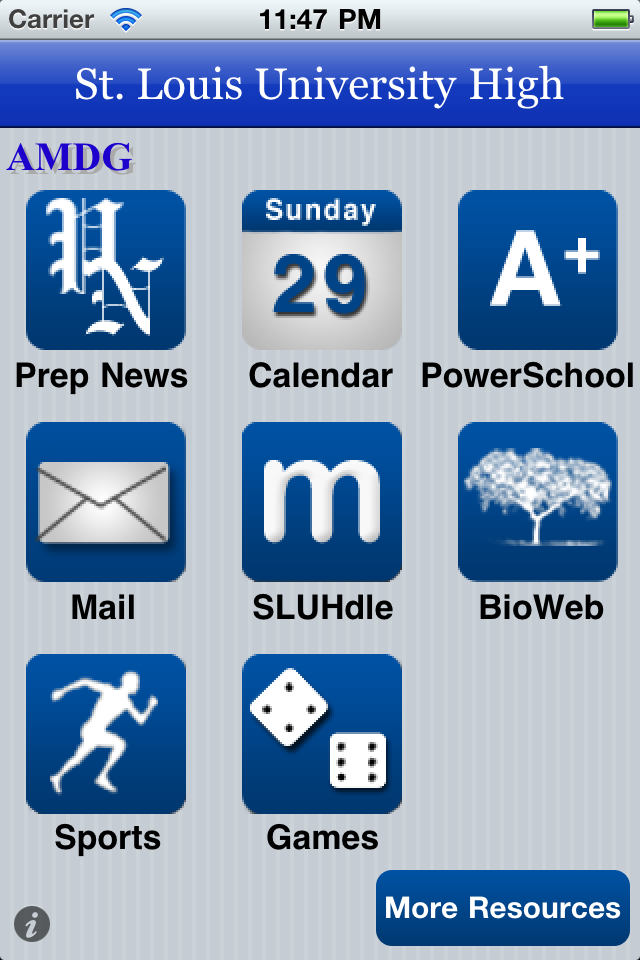 Carrier 11:47 PM
St. Louis University High
AMDG
PN Sunday A+
29
Prep News Calendar PowerSchool
m
Mail SLUHdle BioWeb
Sports Games
i More Resources